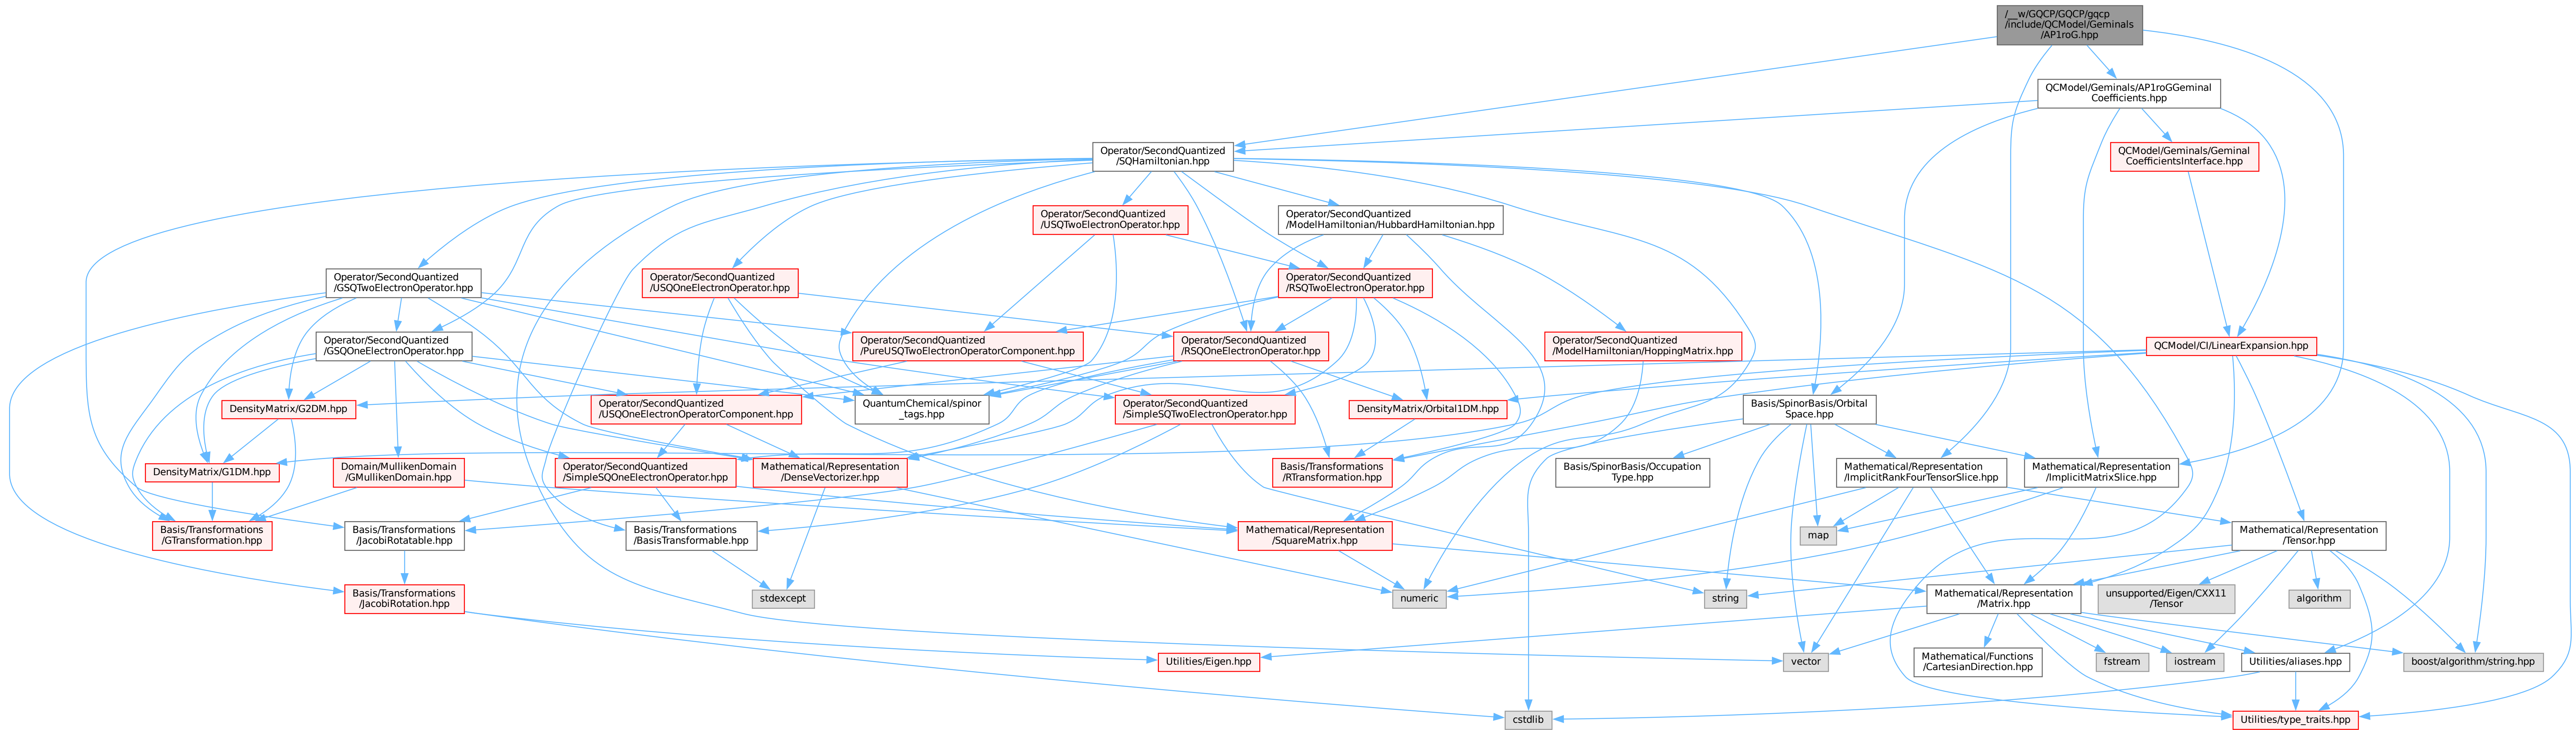 /__w/GQCP/GQCP/gqcp
/include/QCModel/Geminals
/AP1roG.hpp
QCModel/Geminals/AP1roGGeminal
Coefficients.hpp
Operator/SecondQuantized
/SQHamiltonian.hpp
QCModel/Geminals/Geminal
CoefficientsInterface.hpp
Operator/SecondQuantized
/USQTwoElectronOperator.hpp
Operator/SecondQuantized
/ModelHamiltonian/HubbardHamiltonian.hpp
Operator/SecondQuantized
/GSQTwoElectronOperator.hpp
Operator/SecondQuantized
/USQOneElectronOperator.hpp
Operator/SecondQuantized
/RSQTwoElectronOperator.hpp
Operator/SecondQuantized
/GSQOneElectronOperator.hpp
Operator/SecondQuantized
/PureUSQTwoElectronOperatorComponent.hpp
Operator/SecondQuantized
/RSQOneElectronOperator.hpp
Operator/SecondQuantized
/ModelHamiltonian/HoppingMatrix.hpp
QCModel/CI/LinearExpansion.hpp
DensityMatrix/G2DM.hpp
Operator/SecondQuantized
/USQOneElectronOperatorComponent.hpp
QuantumChemical/spinor
_tags.hpp
Operator/SecondQuantized
/SimpleSQTwoElectronOperator.hpp
DensityMatrix/Orbital1DM.hpp
Basis/SpinorBasis/Orbital
Space.hpp
DensityMatrix/G1DM.hpp
Domain/MullikenDomain
/GMullikenDomain.hpp
Operator/SecondQuantized
/SimpleSQOneElectronOperator.hpp
Mathematical/Representation
/DenseVectorizer.hpp
Basis/Transformations
/RTransformation.hpp
Basis/SpinorBasis/Occupation
Type.hpp
Mathematical/Representation
/ImplicitRankFourTensorSlice.hpp
Mathematical/Representation
/ImplicitMatrixSlice.hpp
Basis/Transformations
/GTransformation.hpp
Basis/Transformations
/JacobiRotatable.hpp
Basis/Transformations
/BasisTransformable.hpp
Mathematical/Representation
/SquareMatrix.hpp
map
Mathematical/Representation
/Tensor.hpp
Basis/Transformations
/JacobiRotation.hpp
stdexcept
numeric
string
Mathematical/Representation
/Matrix.hpp
unsupported/Eigen/CXX11
/Tensor
algorithm
Utilities/Eigen.hpp
vector
Mathematical/Functions
/CartesianDirection.hpp
fstream
iostream
Utilities/aliases.hpp
boost/algorithm/string.hpp
cstdlib
Utilities/type_traits.hpp